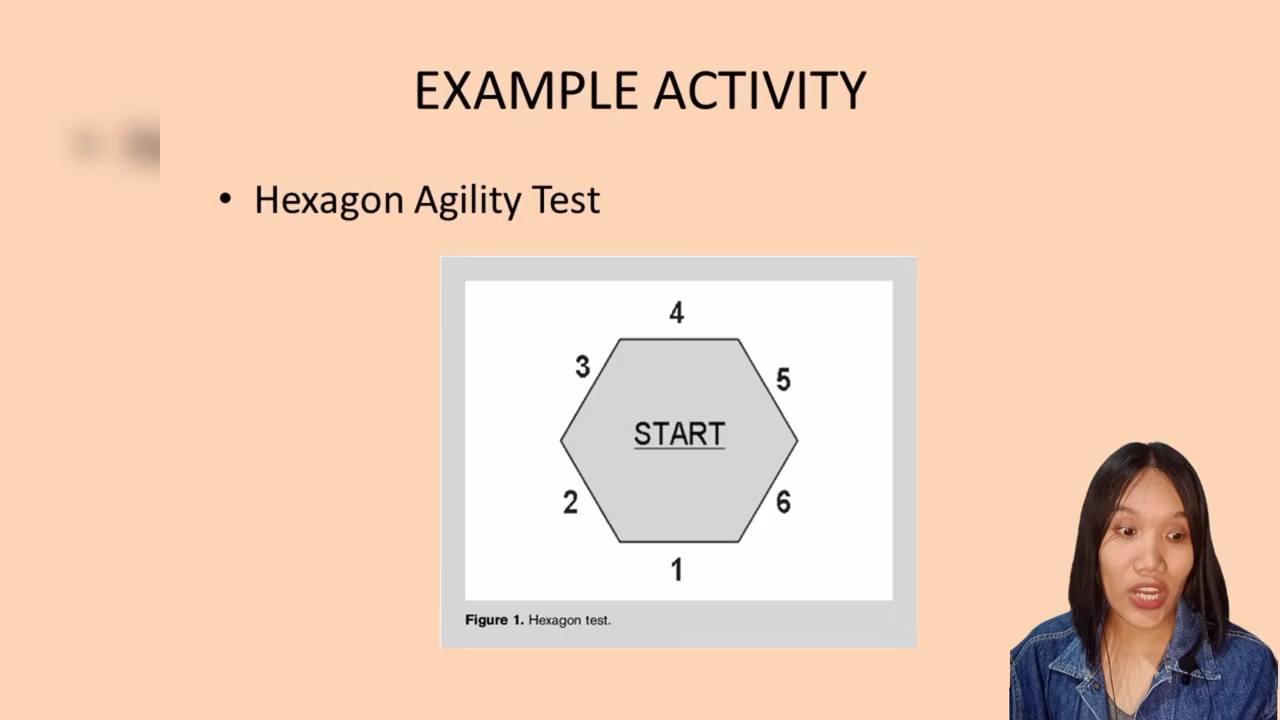 EXAMPLE ACTIVITY
• Hexagon Agility Test
4
3
5
START
2
6
1
Figure 1. Hexagon test.